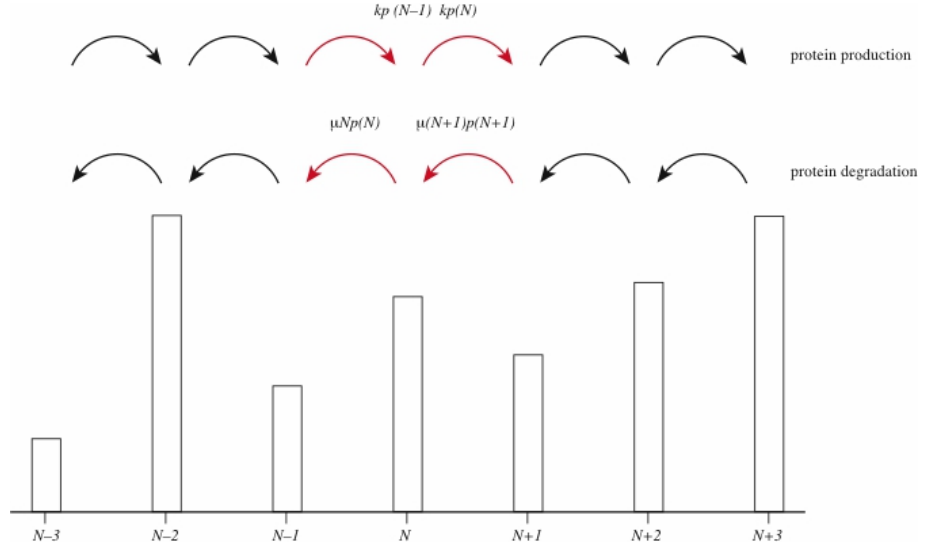 kp (N–1) kp(N)
protein production
μNp(N) μ(N+1)p(N+1)
protein degradation
N–3 N–2 N–1 N N+1 N+2 N+3